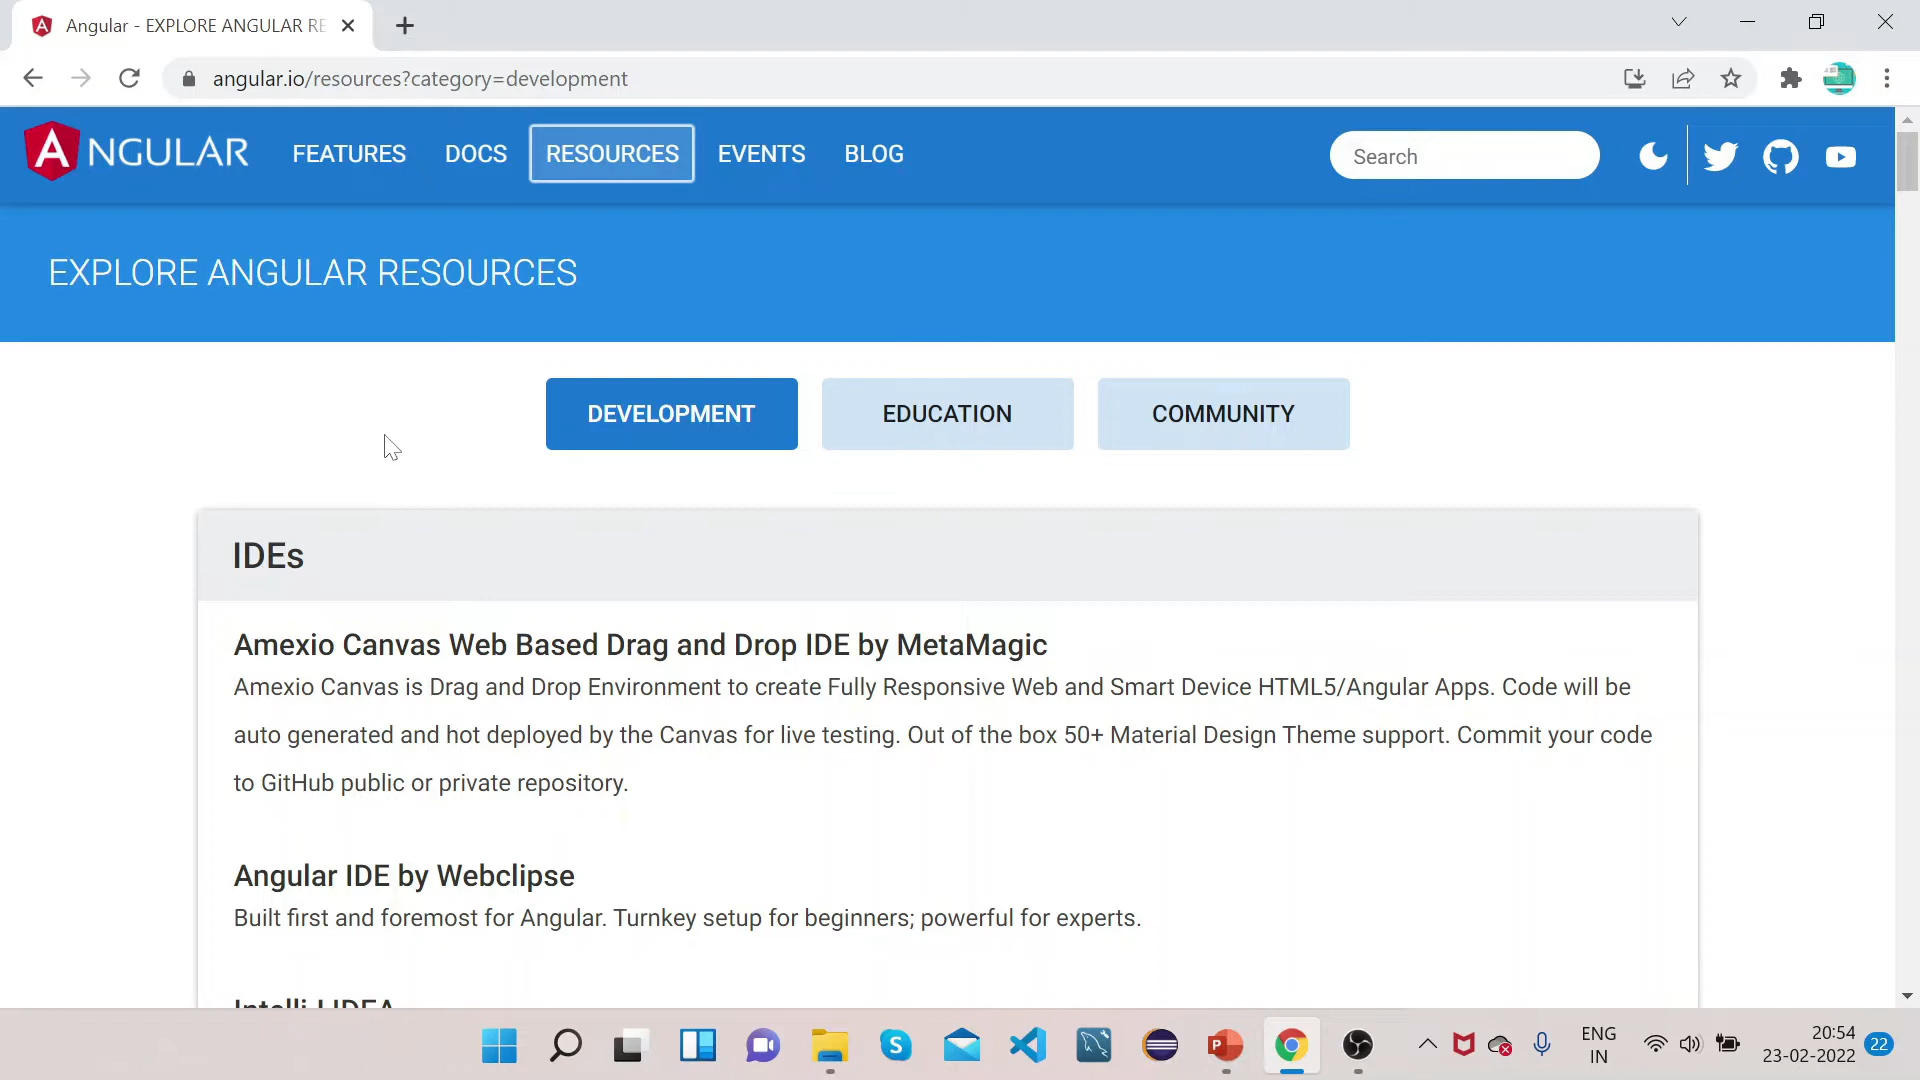 Angular - EXPLORE ANGULAR RE
angular.io/resources?category=development
ANGULAR
FEATURES
DOCS
RESOURCES
EVENTS
BLOG
Search
EXPLORE ANGULAR RESOURCES
DEVELOPMENT
EDUCATION
COMMUNITY
IDEs
Amexio Canvas Web Based Drag and Drop IDE by MetaMagic
Amexio Canvas is Drag and Drop Environment to create Fully Responsive Web and Smart Device HTML5/Angular Apps. Code will be
auto generated and hot deployed by the Canvas for live testing. Out of the box 50+ Material Design Theme support. Commit your code
to GitHub public or private repository.
Angular IDE by Webclipse
Built first and foremost for Angular. Turnkey setup for beginners; powerful for experts.
IntelliJ IDEA
ENG
IN
20:54
23-02-2022
22